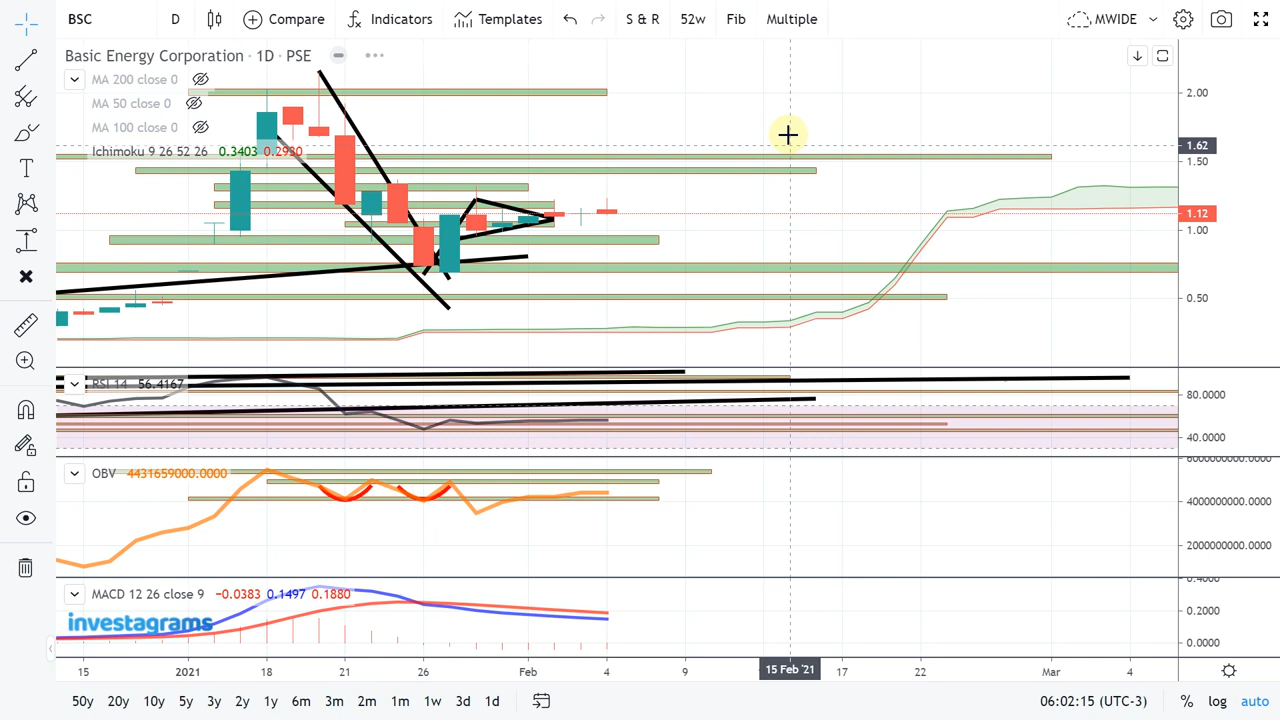 BSC D Compare Indicators Templates S & R 52w Fib Multiple MWIDE
Basic Energy Corporation · 1D · PSE
MA 200 close 0
MA 50 close 0
MA 100 close 0
Ichimoku 9 26 52 26 0.3403 0.2930
2.00
1.62
1.50
1.12
1.00
0.50
RSI 14 56.4167
80.0000
40.0000
OBV 4431659000.0000
6000000000.0000
4000000000.0000
2000000000.0000
MACD 12 26 close 9 −0.0383 0.1497 0.1880
0.4000
0.2000
0.0000
investagrams
15 2021 18 21 26 Feb 4 9 15 Feb '21 17 22 Mar 4
50y 20y 10y 5y 3y 2y 1y 6m 3m 2m 1m 1w 3d 1d 06:02:15 (UTC-3) % log auto